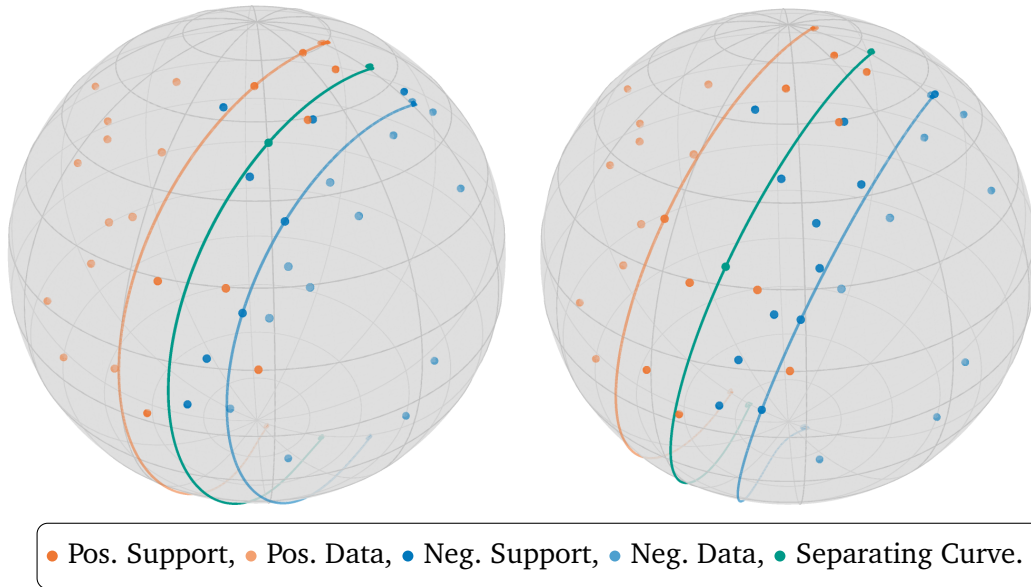 Pos. Support, Pos. Data, Neg. Support, Neg. Data, Separating Curve.